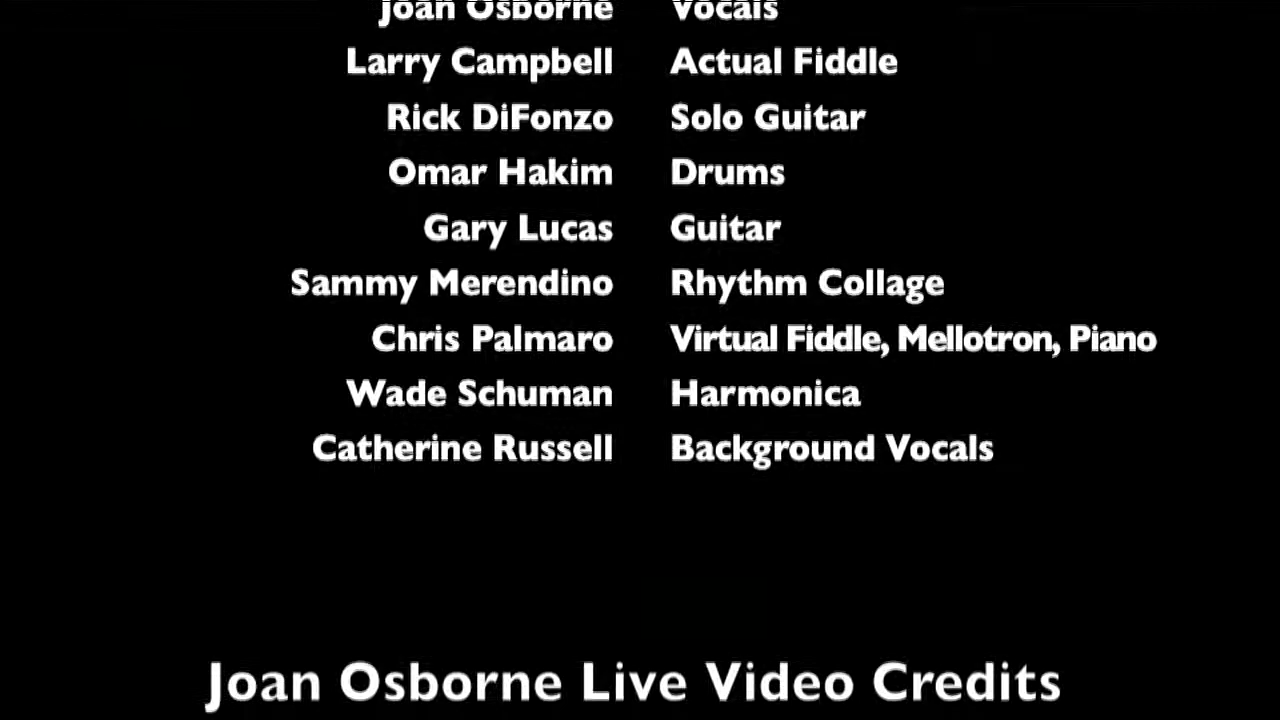 Joan Osborne Vocals
Larry Campbell Actual Fiddle
Rick DiFonzo Solo Guitar
Omar Hakim Drums
Gary Lucas Guitar
Sammy Merendino Rhythm Collage
Chris Palmaro Virtual Fiddle, Mellotron, Piano
Wade Schuman Harmonica
Catherine Russell Background Vocals
Joan Osborne Live Video Credits